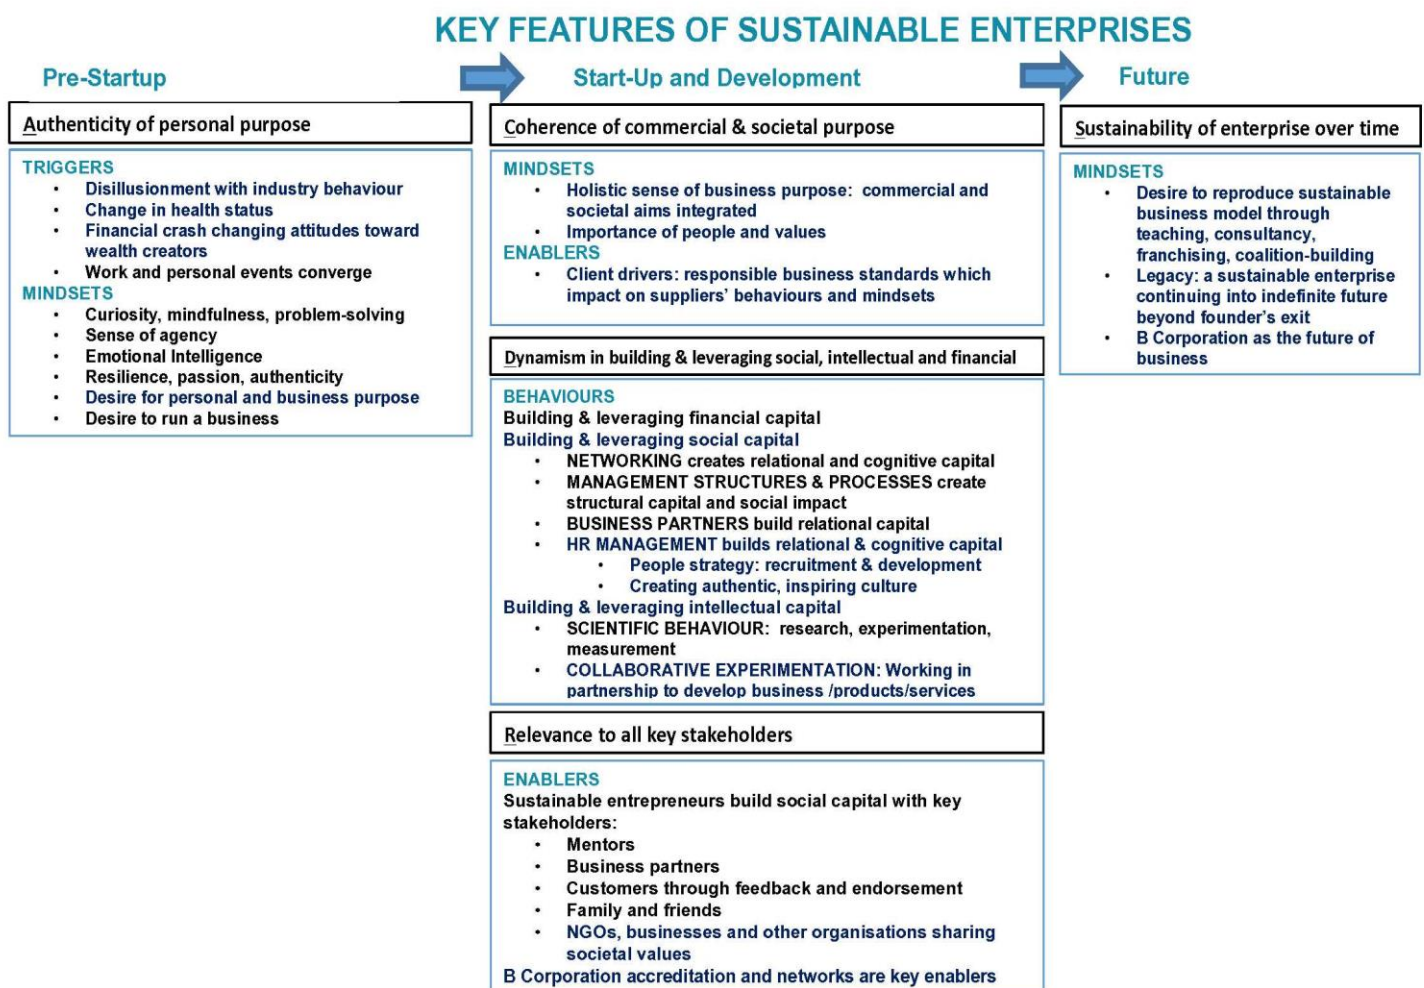 KEY FEATURES OF SUSTAINABLE ENTERPRISES
Pre-Startup
Start-Up and Development
Future
Authenticity of personal purpose
TRIGGERS
• Disillusionment with industry behaviour
• Change in health status
• Financial crash changing attitudes toward
wealth creators
• Work and personal events converge
MINDSETS
• Curiosity, mindfulness, problem-solving
• Sense of agency
• Emotional Intelligence
• Resilience, passion, authenticity
• Desire for personal and business purpose
• Desire to run a business
Coherence of commercial & societal purpose
MINDSETS
• Holistic sense of business purpose: commercial and
societal aims integrated
• Importance of people and values
ENABLERS
• Client drivers: responsible business standards which
impact on suppliers' behaviours and mindsets
Dynamism in building & leveraging social, intellectual and financial
BEHAVIOURS
Building & leveraging financial capital
Building & leveraging social capital
• NETWORKING creates relational and cognitive capital
• MANAGEMENT STRUCTURES & PROCESSES create
structural capital and social impact
• BUSINESS PARTNERS build relational capital
• HR MANAGEMENT builds relational & cognitive capital
• People strategy: recruitment & development
• Creating authentic, inspiring culture
Building & leveraging intellectual capital
• SCIENTIFIC BEHAVIOUR: research, experimentation,
measurement
• COLLABORATIVE EXPERIMENTATION: Working in
partnership to develop business /products/services
Relevance to all key stakeholders
ENABLERS
Sustainable entrepreneurs build social capital with key
stakeholders:
• Mentors
• Business partners
• Customers through feedback and endorsement
• Family and friends
• NGOs, businesses and other organisations sharing
societal values
B Corporation accreditation and networks are key enablers
Sustainability of enterprise over time
MINDSETS
• Desire to reproduce sustainable
business model through
teaching, consultancy,
franchising, coalition-building
• Legacy: a sustainable enterprise
continuing into indefinite future
beyond founder's exit
• B Corporation as the future of
business